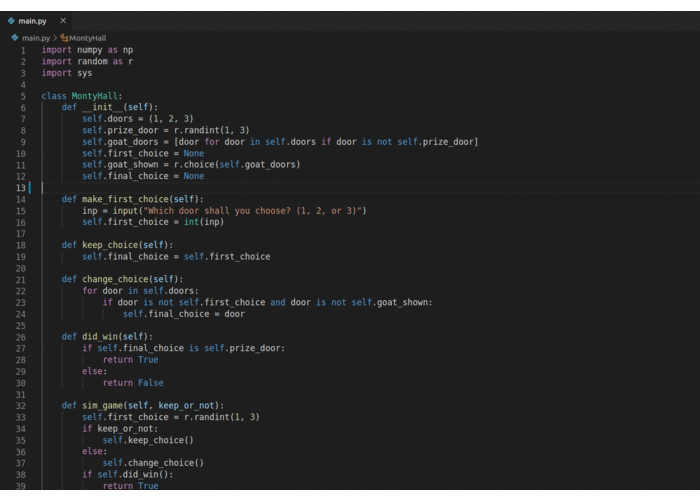 main.py ×
main.py > MontyHall
1 import numpy as np
2 import random as r
3 import sys
4
5 class MontyHall:
6 def __init__(self):
7 self.doors = (1, 2, 3)
8 self.prize_door = r.randint(1, 3)
9 self.goat_doors = [door for door in self.doors if door is not self.prize_door]
10 self.first_choice = None
11 self.goat_shown = r.choice(self.goat_doors)
12 self.final_choice = None
13
14 def make_first_choice(self):
15 inp = input("Which door shall you choose? (1, 2, or 3)")
16 self.first_choice = int(inp)
17
18 def keep_choice(self):
19 self.final_choice = self.first_choice
20
21 def change_choice(self):
22 for door in self.doors:
23 if door is not self.first_choice and door is not self.goat_shown:
24 self.final_choice = door
25
26 def did_win(self):
27 if self.final_choice is self.prize_door:
28 return True
29 else:
30 return False
31
32 def sim_game(self, keep_or_not):
33 self.first_choice = r.randint(1, 3)
34 if keep_or_not:
35 self.keep_choice()
36 else:
37 self.change_choice()
38 if self.did_win():
39 return True